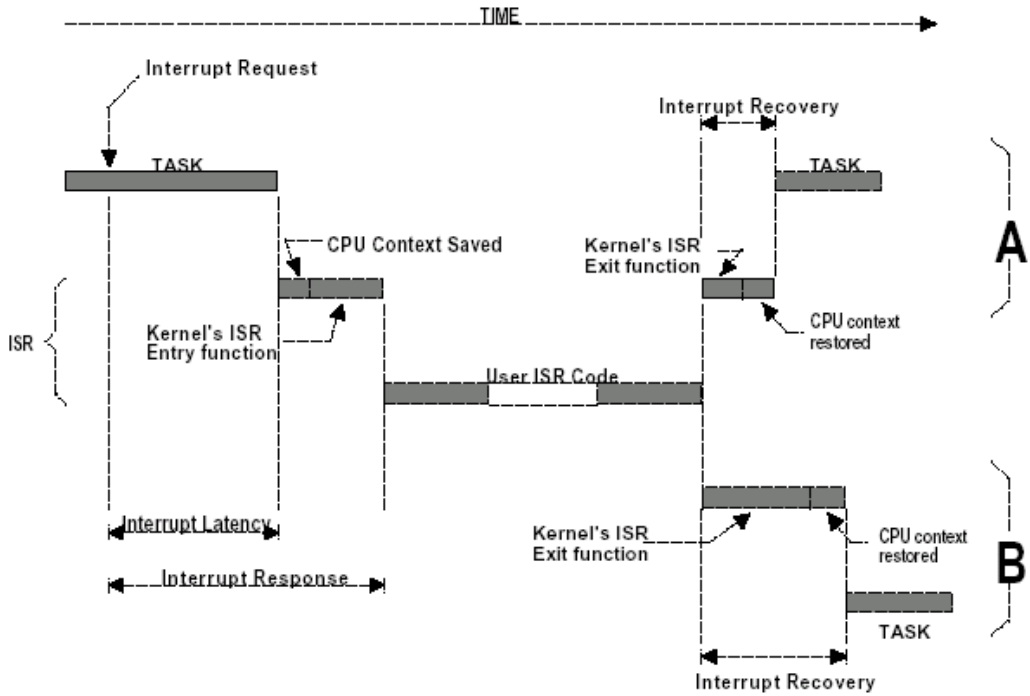 TIME
Interrupt Request
Interrupt Recovery
TASK
TASK
A
CPU Context Saved
Kernel's ISR
Exit function
ISR
Kernel's ISR
Entry function
CPU context
restored
User ISR Code
Interrupt Latency
Kernel's ISR
Exit function
CPU context
restored
B
Interrupt Response
TASK
Interrupt Recovery